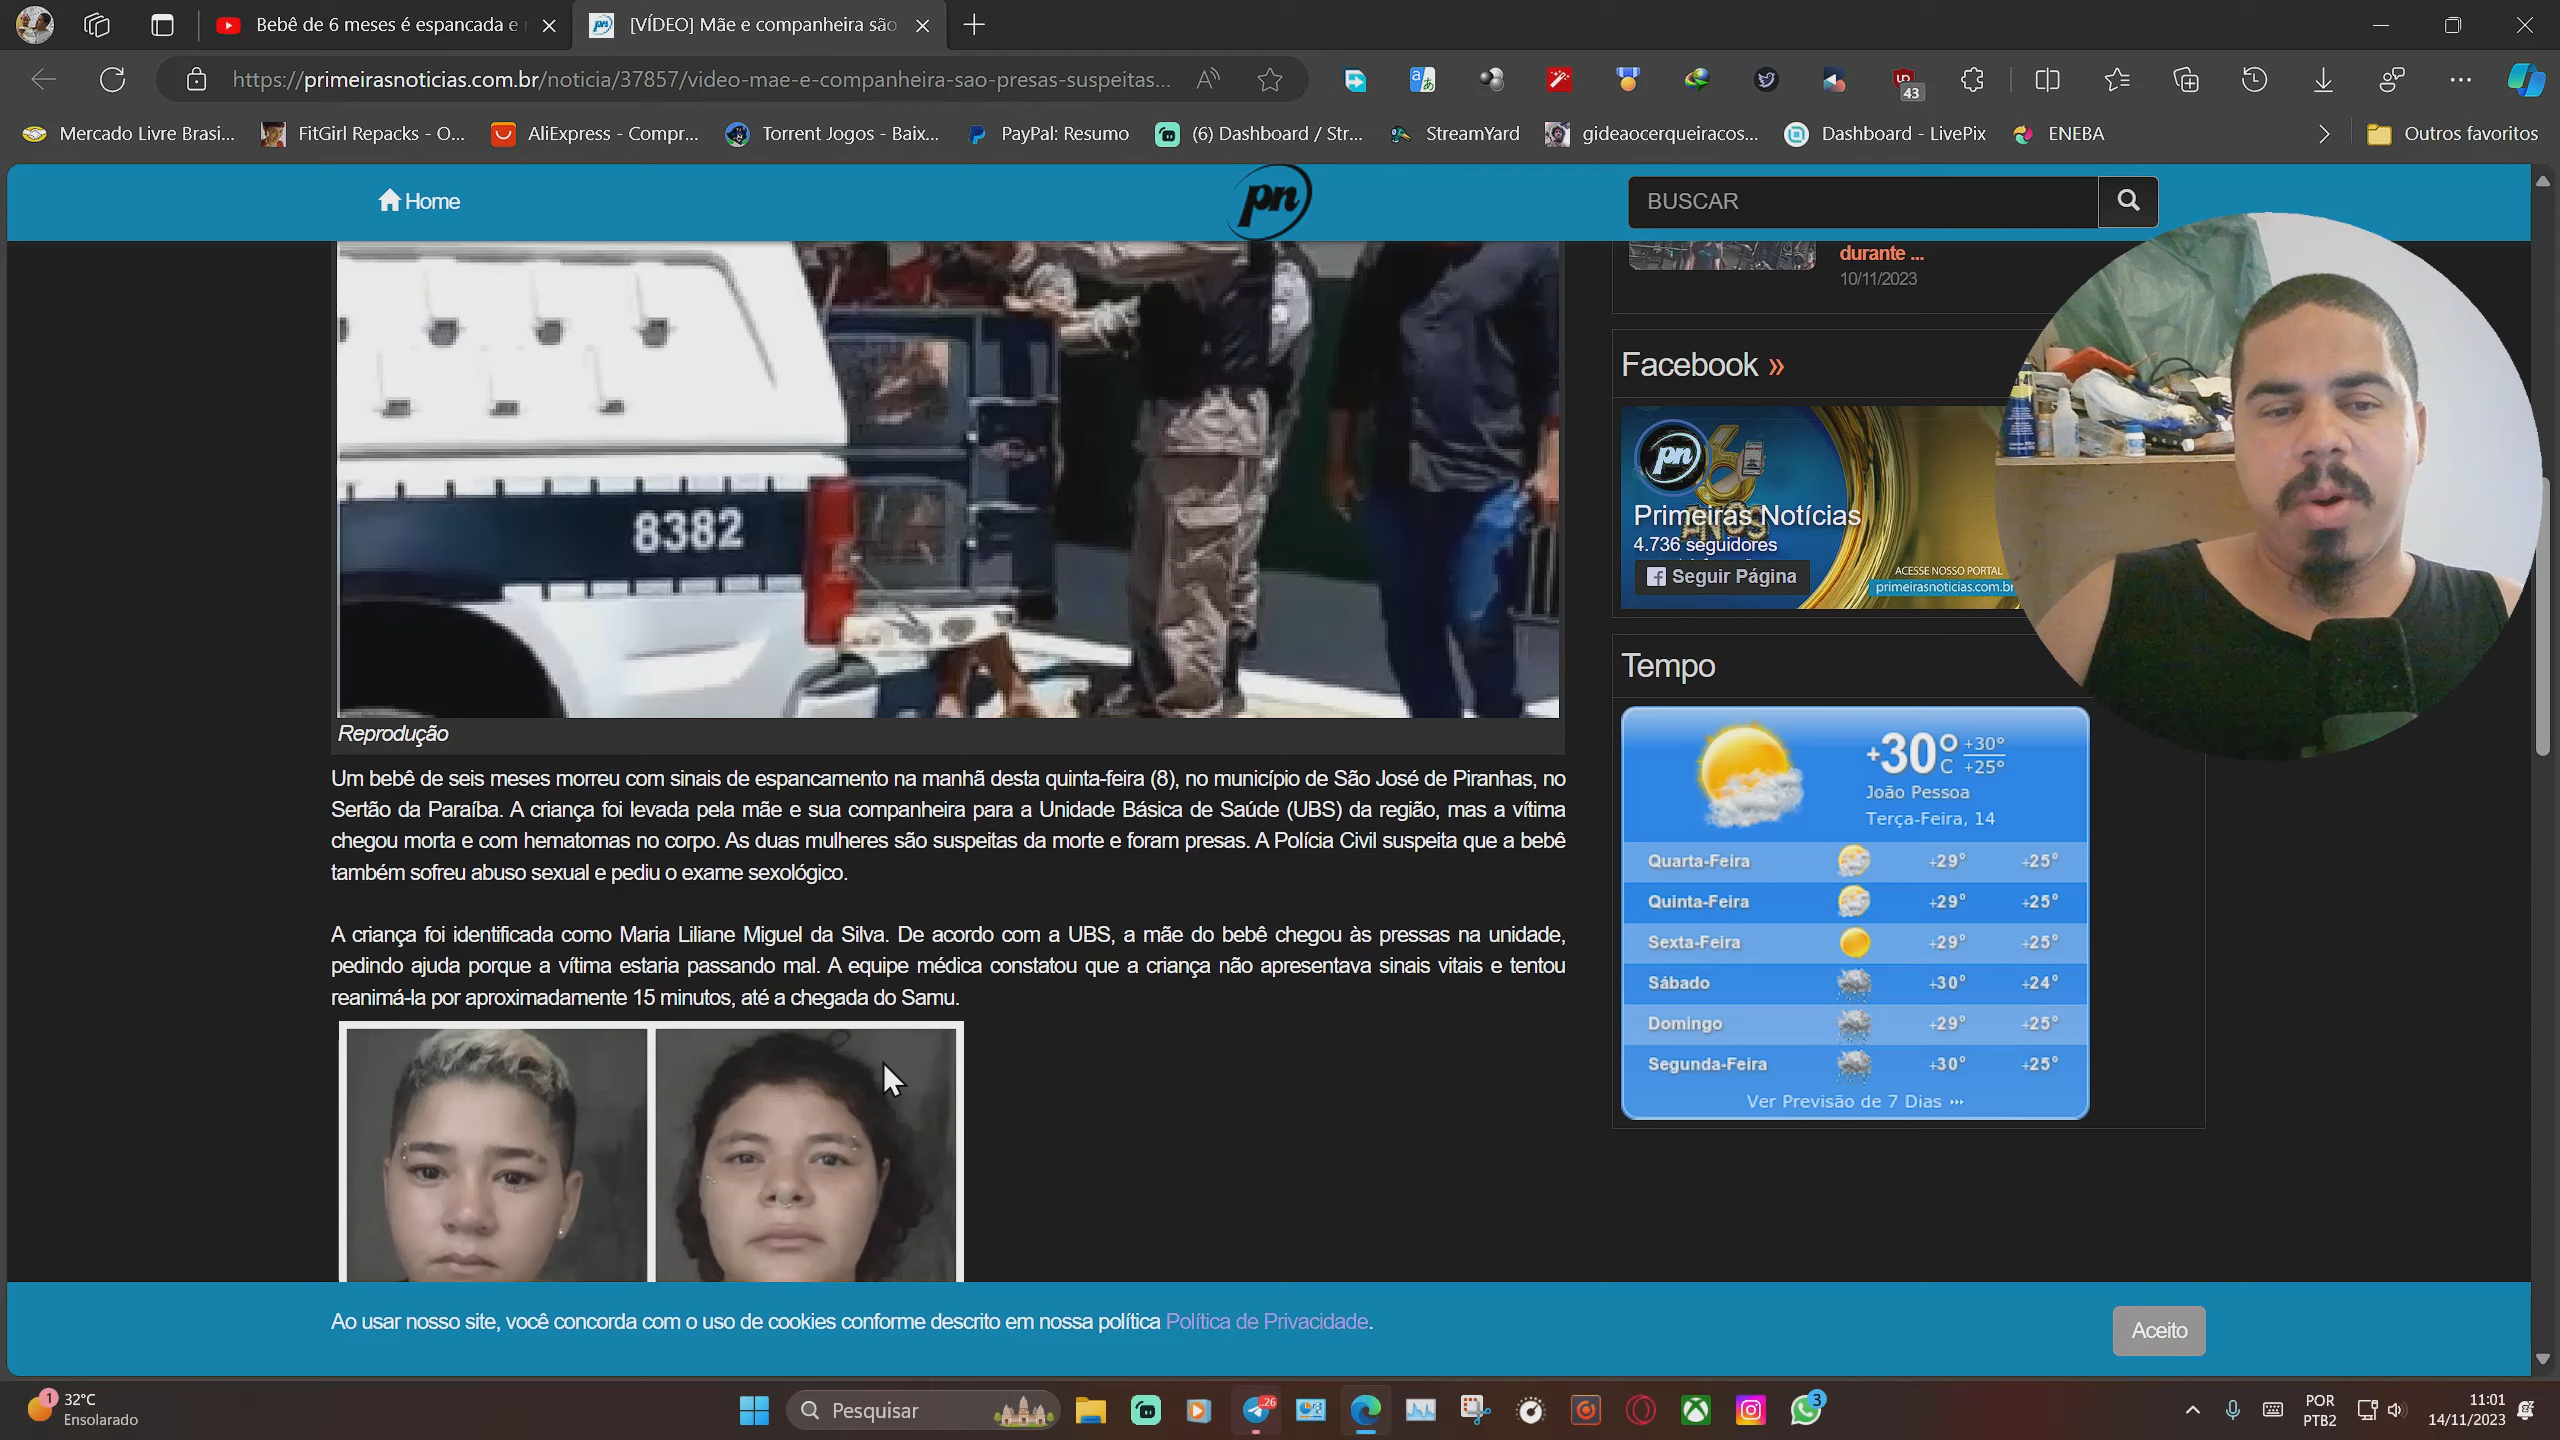 Bebê de 6 meses é espancada e
[VÍDEO] Mãe e companheira são
https://primeirasnoticias.com.br/noticia/37857/video-mae-e-companheira-sao-presas-suspeitas...
43
Mercado Livre Brasi...
FitGirl Repacks - O...
AliExpress - Compr...
Torrent Jogos - Baix...
PayPal: Resumo
(6) Dashboard / Str...
StreamYard
gideaocerqueiracos...
Dashboard - LivePix
ENEBA
Outros favoritos
Home
pn
BUSCAR
durante ...
10/11/2023
8382
Facebook »
pn
6
ANOS
Primeiras Notícias
4.736 seguidores
Seguir Página
ACESSE NOSSO PORTAL
primeirasnoticias.com.br
Reprodução
Um bebê de seis meses morreu com sinais de espancamento na manhã desta quinta-feira (8), no município de São José de Piranhas, no
Sertão da Paraíba. A criança foi levada pela mãe e sua companheira para a Unidade Básica de Saúde (UBS) da região, mas a vítima
chegou morta e com hematomas no corpo. As duas mulheres são suspeitas da morte e foram presas. A Polícia Civil suspeita que a bebê
também sofreu abuso sexual e pediu o exame sexológico.
A criança foi identificada como Maria Liliane Miguel da Silva. De acordo com a UBS, a mãe do bebê chegou às pressas na unidade,
pedindo ajuda porque a vítima estaria passando mal. A equipe médica constatou que a criança não apresentava sinais vitais e tentou
reanimá-la por aproximadamente 15 minutos, até a chegada do Samu.
Tempo
+30°C +30° +25°
João Pessoa
Terça-Feira, 14
Quarta-Feira +29° +25°
Quinta-Feira +29° +25°
Sexta-Feira +29° +25°
Sábado +30° +24°
Domingo +29° +25°
Segunda-Feira +30° +25°
Ver Previsão de 7 Dias
Ao usar nosso site, você concorda com o uso de cookies conforme descrito em nossa política Política de Privacidade.
Aceito
1
32°C
Ensolarado
Pesquisar
26
3
POR
PTB2
11:01
14/11/2023